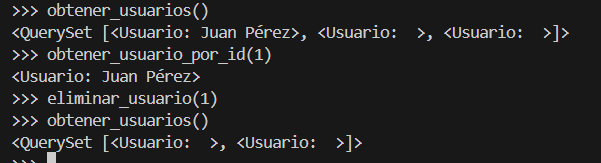 >>> obtener_usuarios()
<QuerySet [<Usuario: Juan Pérez>, <Usuario:  >, <Usuario:  >]>
>>> obtener_usuario_por_id(1)
<Usuario: Juan Pérez>
>>> eliminar_usuario(1)
>>> obtener_usuarios()
<QuerySet [<Usuario:  >, <Usuario:  >]>
>>>